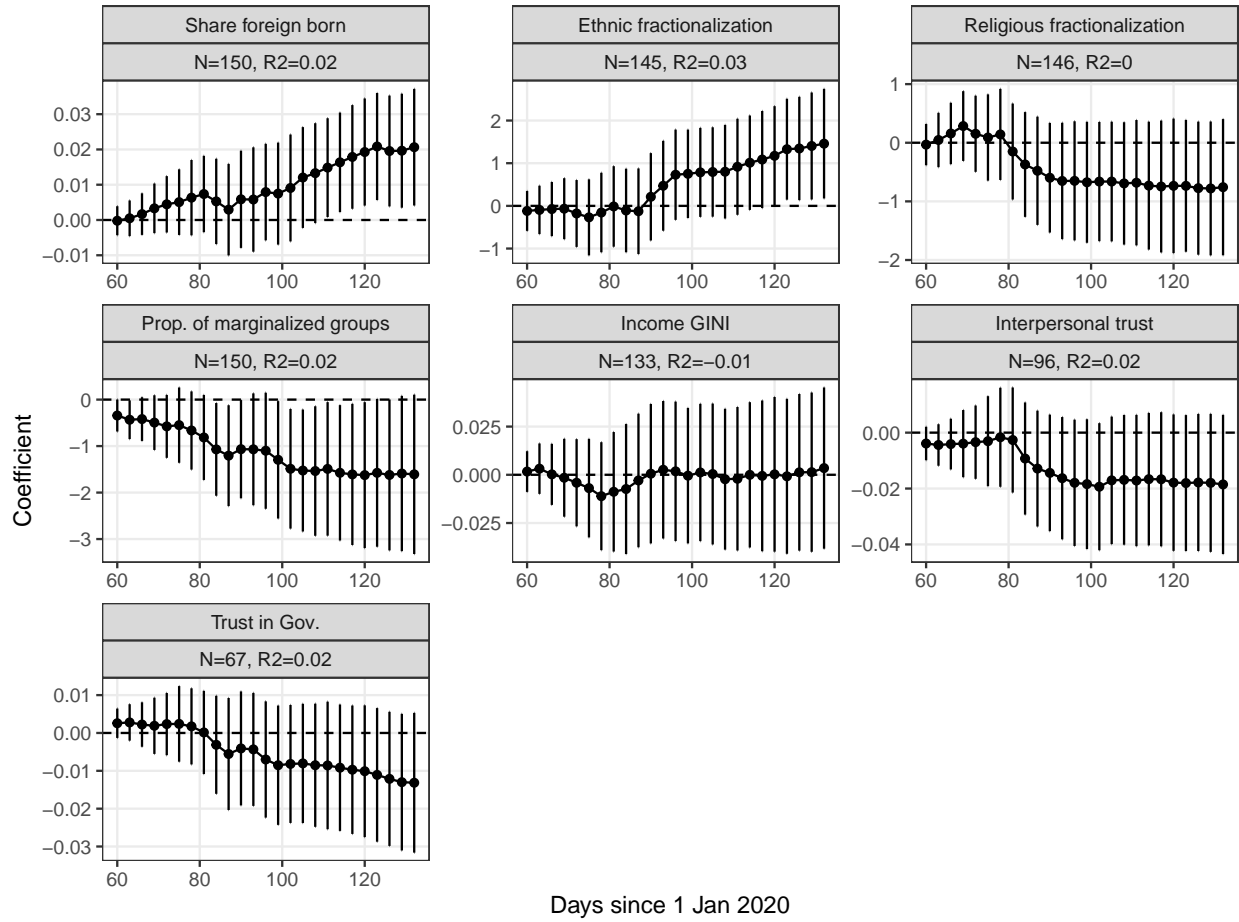 Share foreign born
N=150, R2=0.02
0.03
0.02
0.01
0.00
−0.01
60 80 100 120
Ethnic fractionalization
N=145, R2=0.03
2
1
0
−1
60 80 100 120
Religious fractionalization
N=146, R2=0
1
0
−1
−2
60 80 100 120
Prop. of marginalized groups
N=150, R2=0.02
0
−1
−2
−3
60 80 100 120
Income GINI
N=133, R2=−0.01
0.025
0.000
−0.025
60 80 100 120
Interpersonal trust
N=96, R2=0.02
0.00
−0.02
−0.04
60 80 100 120
Trust in Gov.
N=67, R2=0.02
0.01
0.00
−0.01
−0.02
−0.03
60 80 100 120
Coefficient
Days since 1 Jan 2020